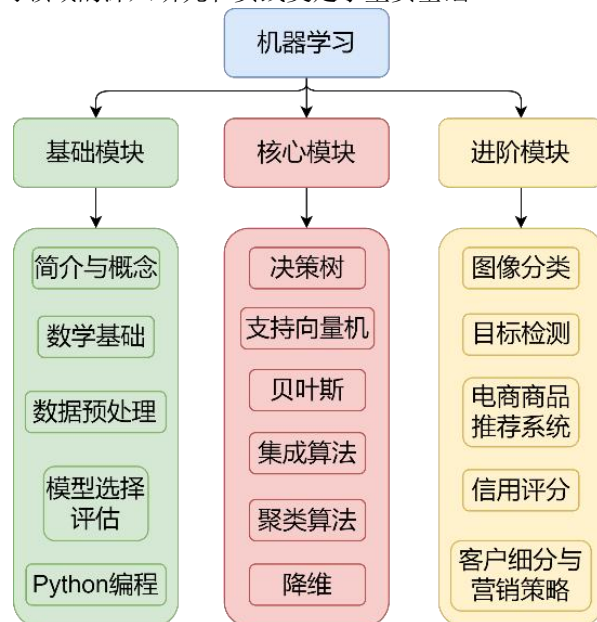 机器学习
基础模块
核心模块
进阶模块
简介与概念
数学基础
数据预处理
模型选择
评估
Python编程
决策树
支持向量机
贝叶斯
集成算法
聚类算法
降维
图像分类
目标检测
电商商品
推荐系统
信用评分
客户细分与
营销策略